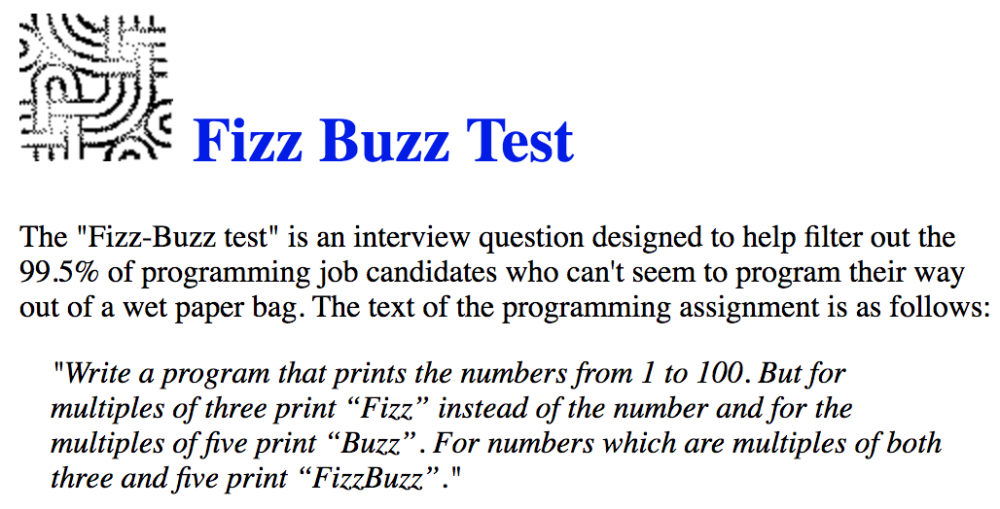 Fizz Buzz Test
The "Fizz-Buzz test" is an interview question designed to help filter out the
99.5% of programming job candidates who can't seem to program their way
out of a wet paper bag. The text of the programming assignment is as follows:
"Write a program that prints the numbers from 1 to 100. But for
multiples of three print “Fizz” instead of the number and for the
multiples of five print “Buzz”. For numbers which are multiples of both
three and five print “FizzBuzz”."